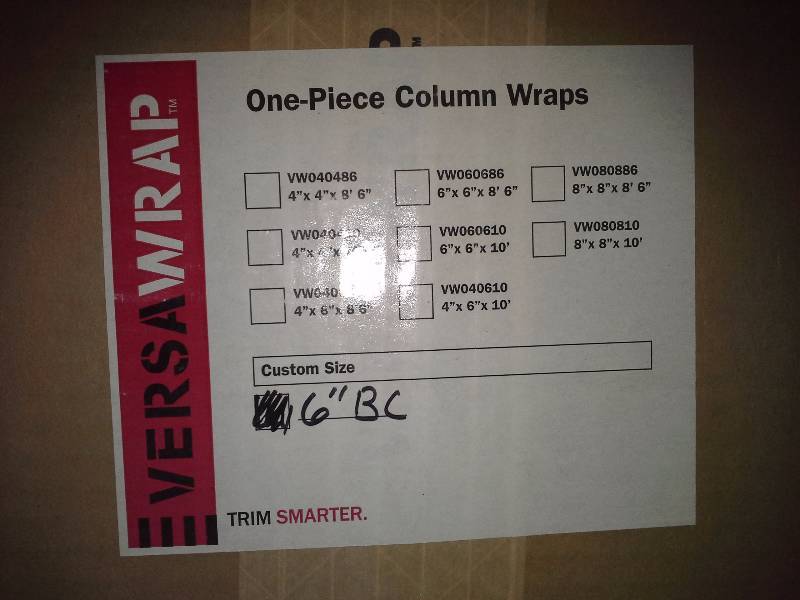 VERSAWRAP™
One-Piece Column Wraps
VW040486
4"x 4"x 8' 6"
VW060686
6"x 6"x 8' 6"
VW080886
8"x 8"x 8' 6"
4"x
VW060610
6"x 6"x 10'
VW080810
8"x 8"x 10'
4"x 6"x 8'6"
VW040610
4"x 6"x 10'
Custom Size
6" BC
TRIM SMARTER.